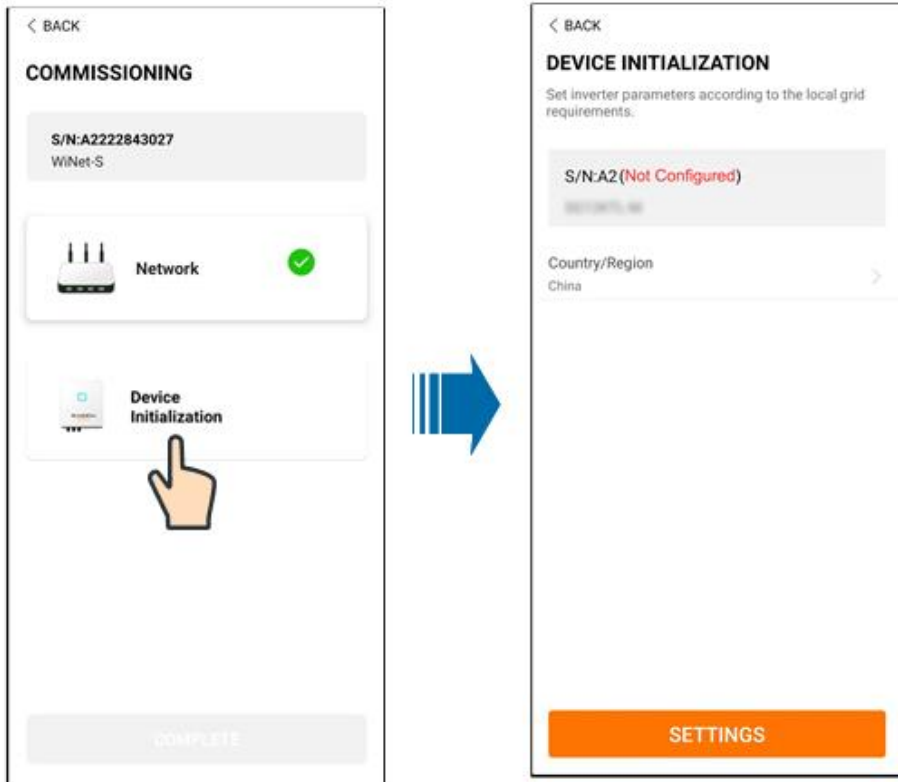 < BACK
COMMISSIONING
S/N:A2222843027
WiNet-S
Network
Device
Initialization
COMPLETE
< BACK
DEVICE INITIALIZATION
Set inverter parameters according to the local grid
requirements.
S/N:A2(Not Configured)
Country/Region
China
SETTINGS